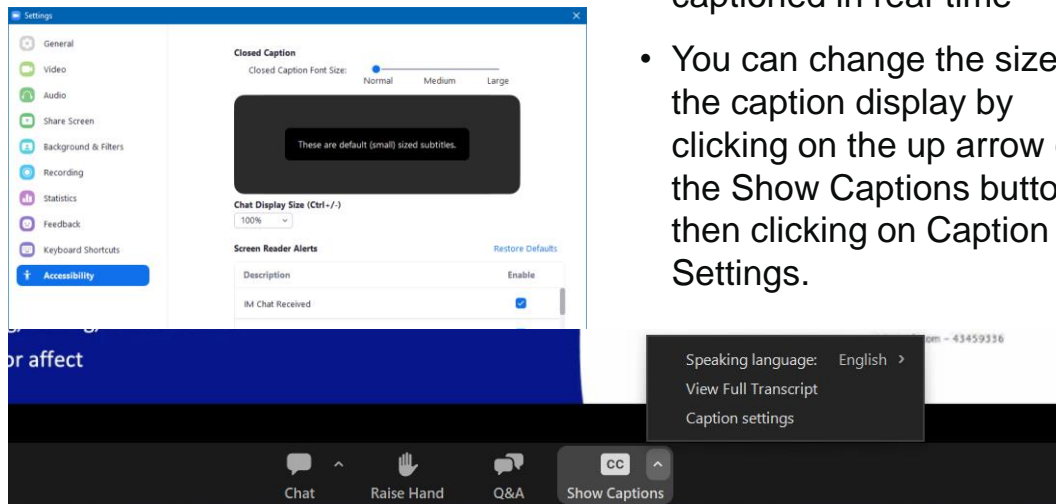 Settings
General
Video
Audio
Share Screen
Background & Filters
Recording
Statistics
Feedback
Keyboard Shortcuts
Accessibility
Closed Caption
Closed Caption Font Size:
Normal Medium Large
These are default (small) sized subtitles.
Chat Display Size (Ctrl+/-)
100%
Screen Reader Alerts Restore Defaults
Description Enable
IM Chat Received
captioned in real time
• You can change the size
the caption display by
clicking on the up arrow
the Show Captions butto
then clicking on Caption
Settings.
or affect
om - 43459336
Speaking language: English >
View Full Transcript
Caption settings
CC
Chat Raise Hand Q&A Show Captions